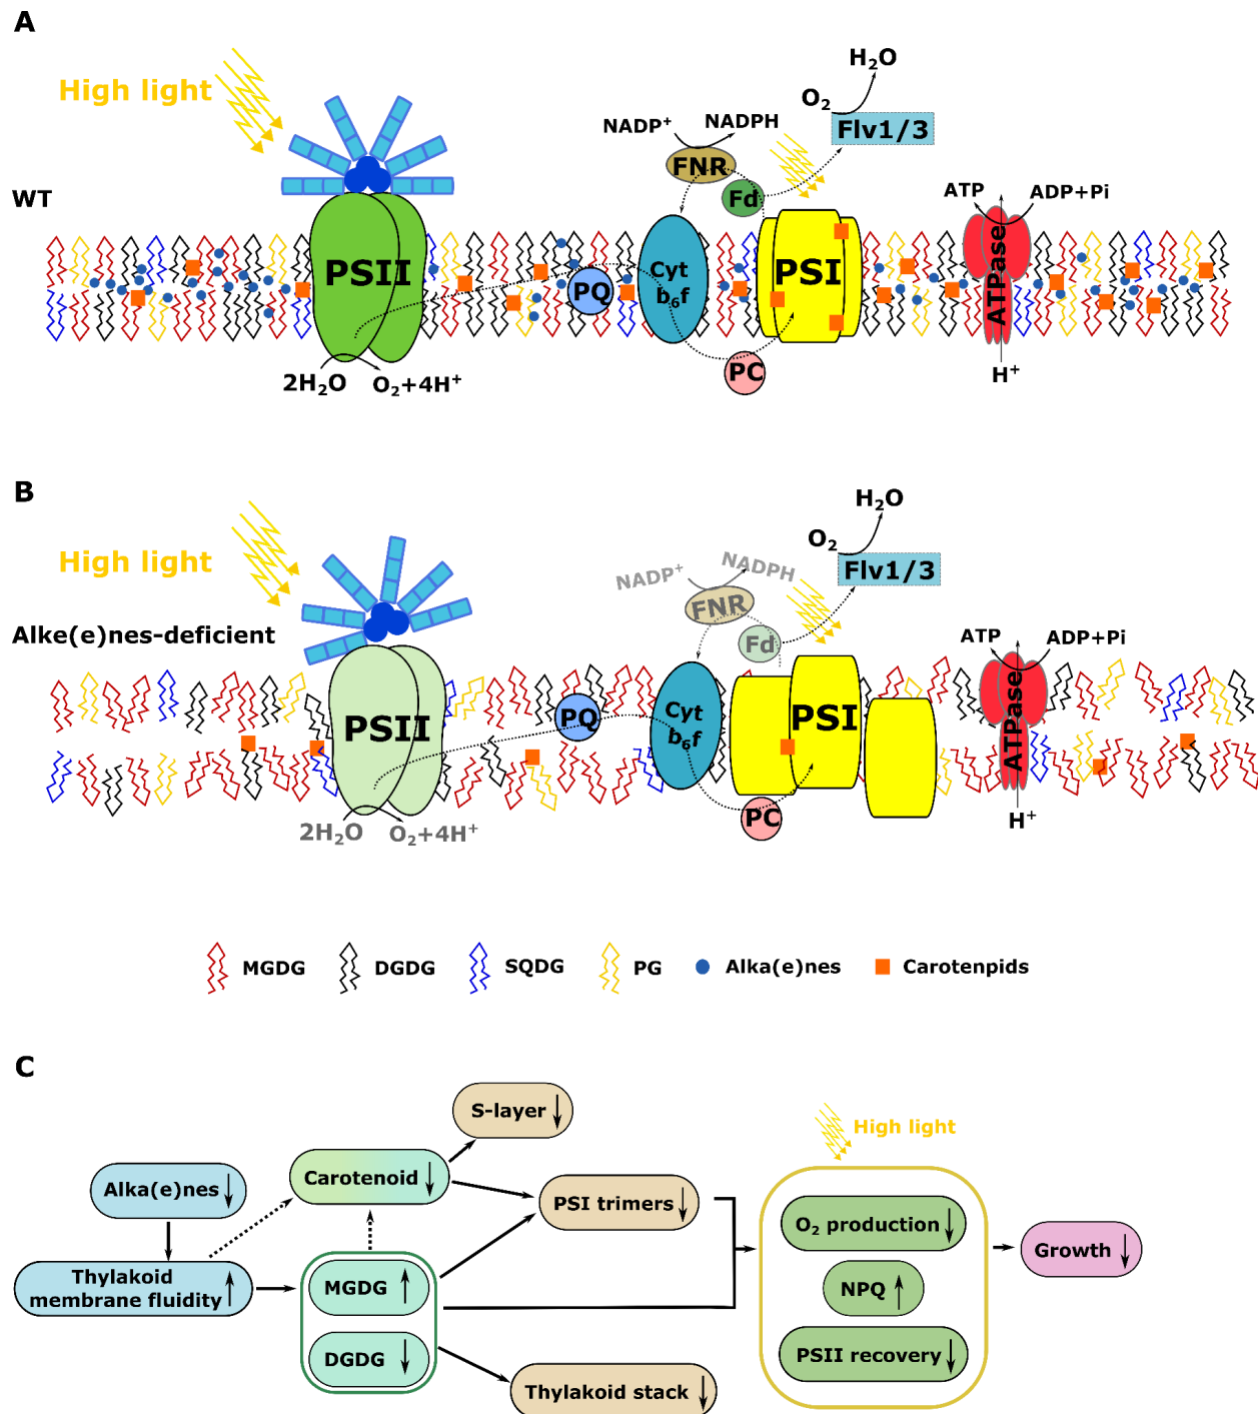 A
High light
H₂O
O₂
Flv1/3
NADP⁺
NADPH
FNR
Fd
WT
ATP
ADP+Pi
PSII
PQ
Cyt
b₆f
PSI
ATPase
PC
2H₂O
O₂+4H⁺
H⁺
B
High light
H₂O
O₂
Flv1/3
NADP⁺
NADPH
FNR
Fd
Alke(e)nes-deficient
ATP
ADP+Pi
PSII
PQ
Cyt
b₆f
PSI
ATPase
PC
2H₂O
O₂+4H⁺
H⁺
MGDG
DGDG
SQDG
PG
Alka(e)nes
Carotenpids
C
S-layer↓
High light
Carotenoid↓
Alka(e)nes↓
PSI trimers↓
O₂ production↓
Growth↓
Thylakoid
membrane fluidity↑
MGDG↑
NPQ↑
DGDG↓
PSII recovery↓
Thylakoid stack↓